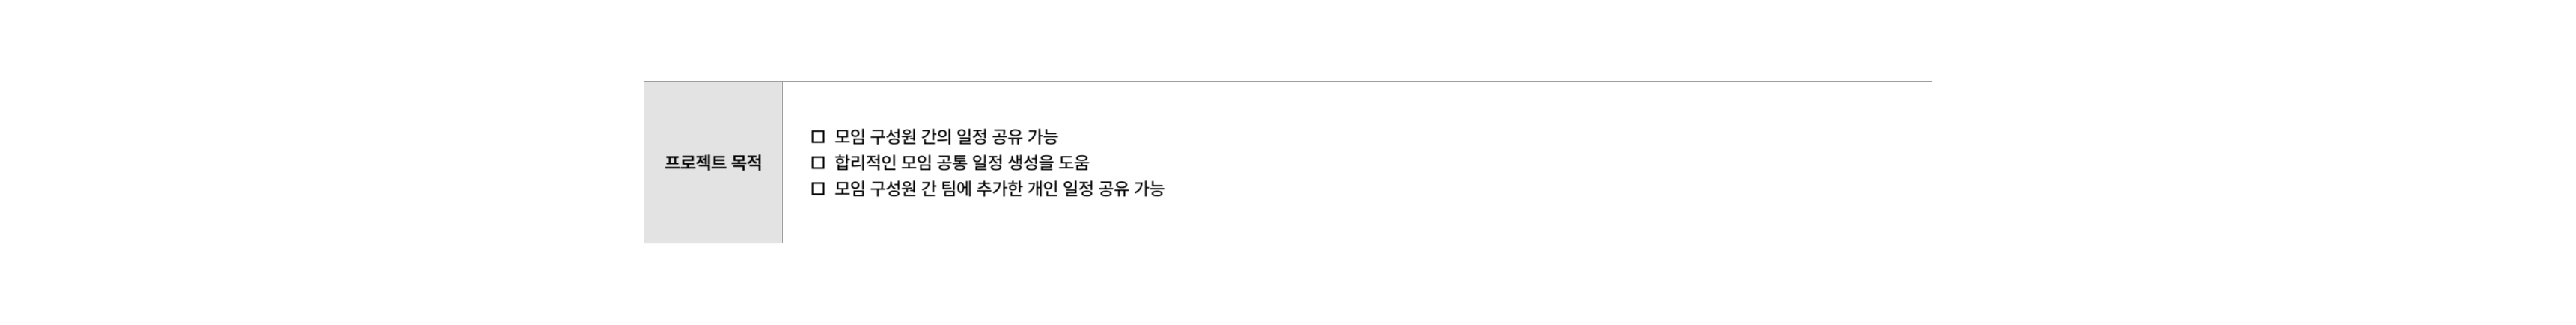 프로젝트 목적
□ 모임 구성원 간의 일정 공유 가능
□ 합리적인 모임 공통 일정 생성을 도움
□ 모임 구성원 간 팀에 추가한 개인 일정 공유 가능